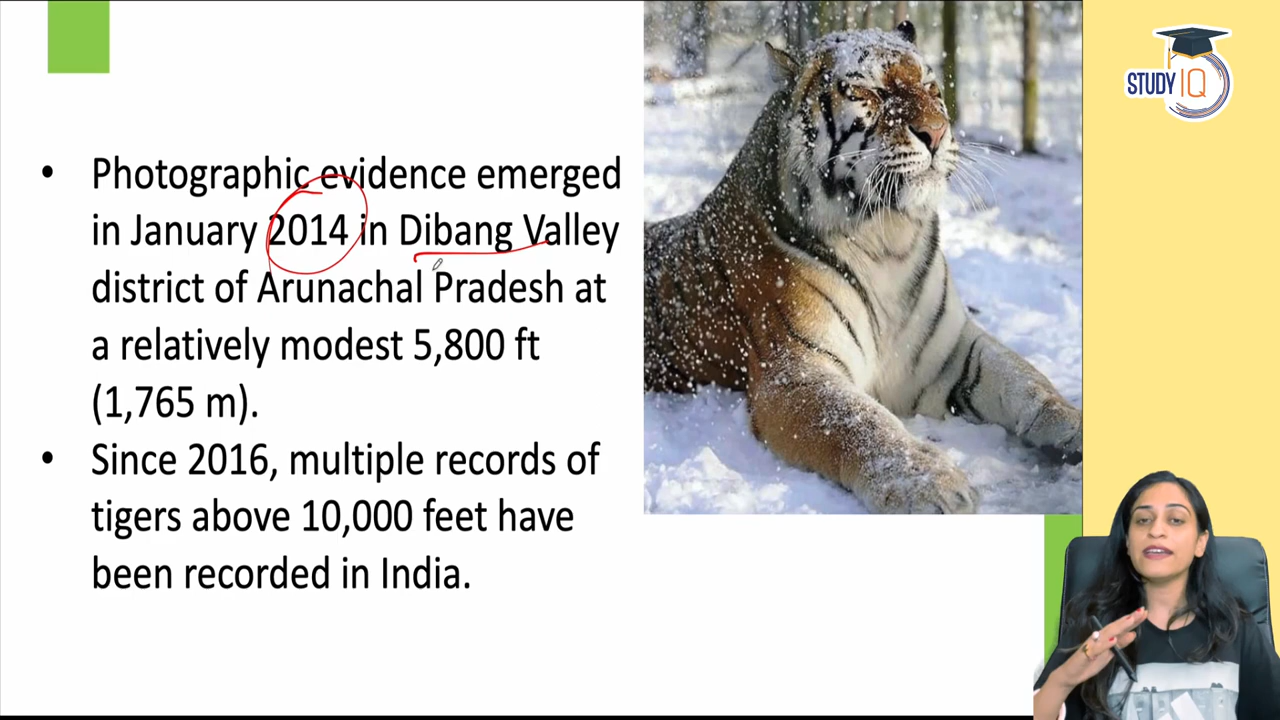 • Photographic evidence emerged
in January 2014 in Dibang Valley
district of Arunachal Pradesh at
a relatively modest 5,800 ft
(1,765 m).
• Since 2016, multiple records of
tigers above 10,000 feet have
been recorded in India.
STUDY IQ